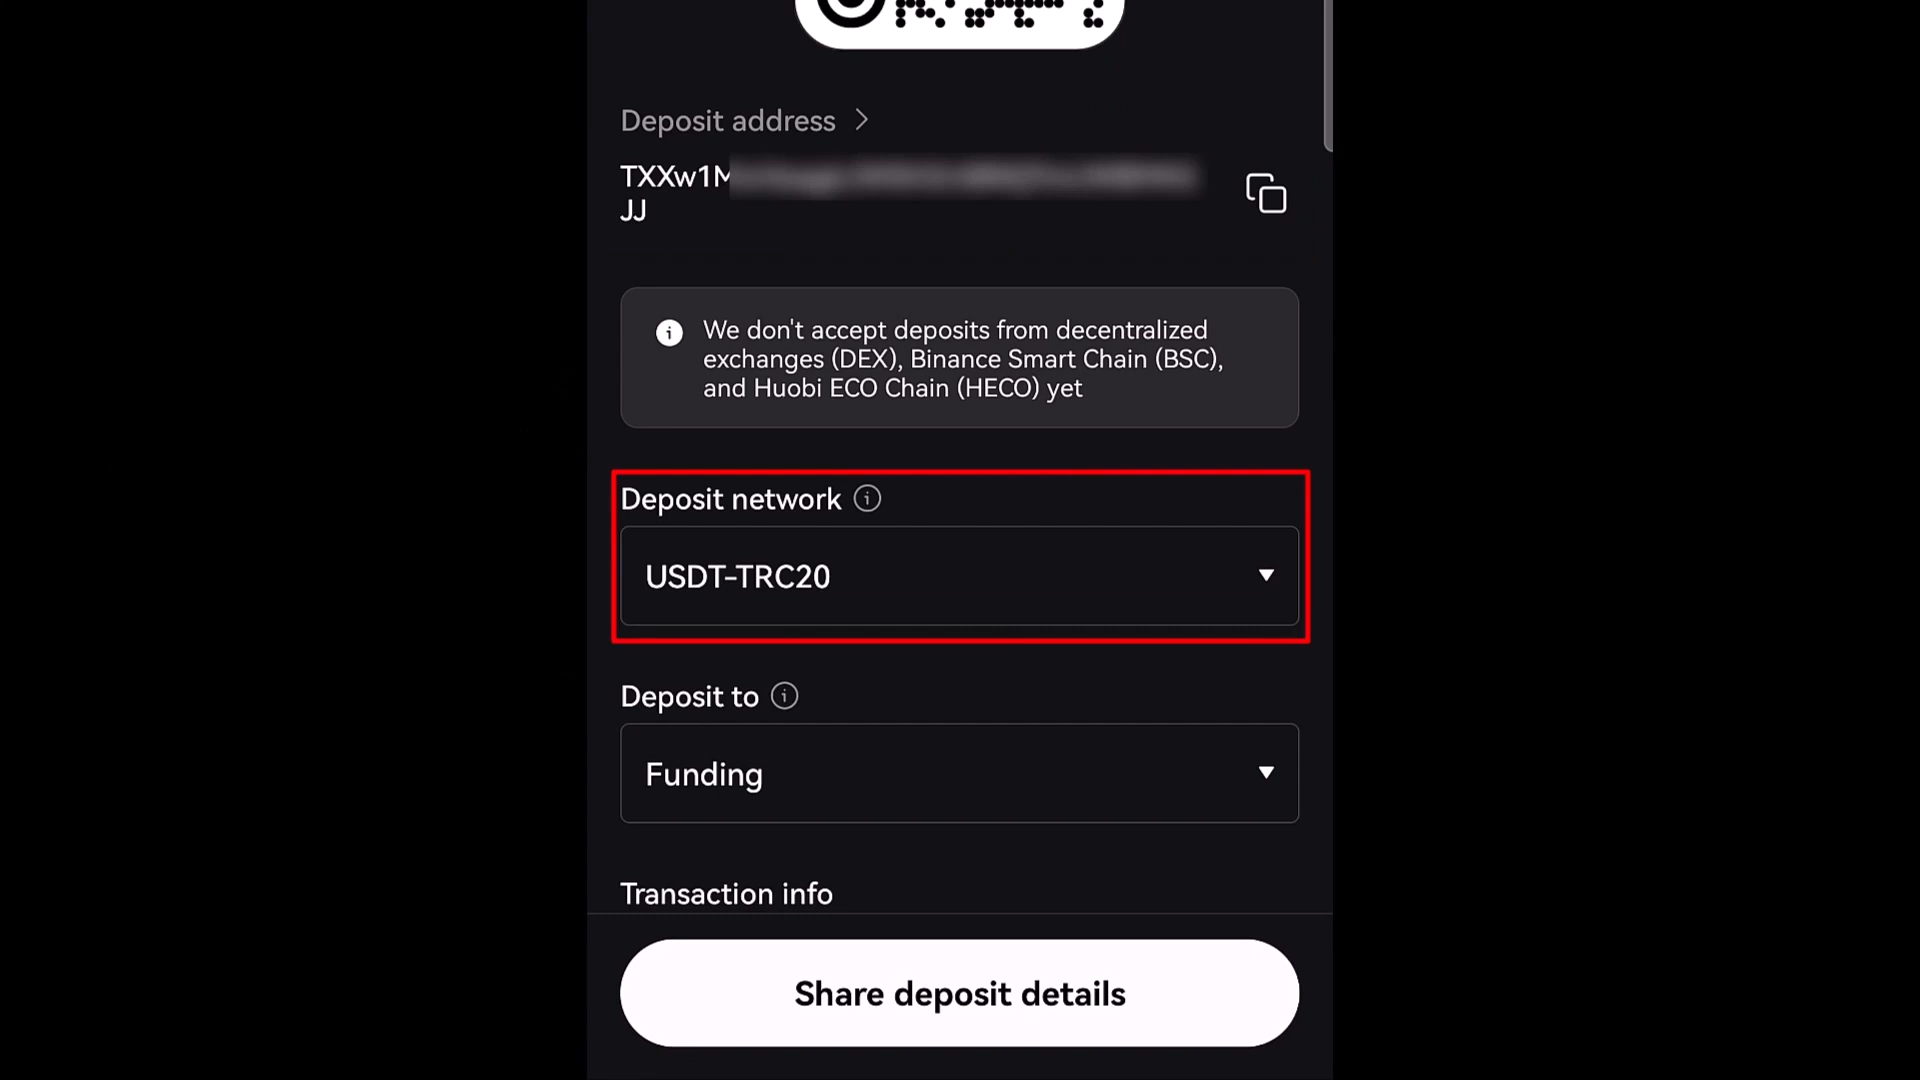 Deposit address
TXXw1M
JJ
We don't accept deposits from decentralized
exchanges (DEX), Binance Smart Chain (BSC),
and Huobi ECO Chain (HECO) yet
Deposit network
USDT-TRC20
Deposit to
Funding
Transaction info
Share deposit details